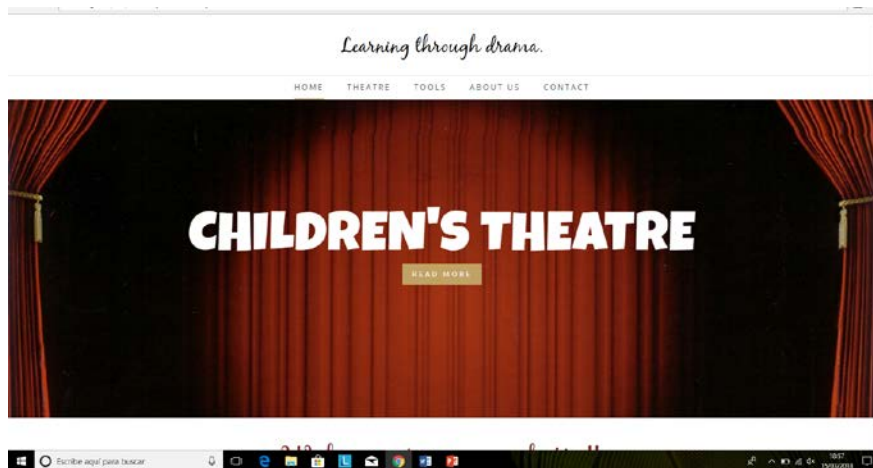 Learning through drama.
HOME THEATRE TOOLS ABOUT US CONTACT
CHILDREN'S THEATRE
READ MORE
Escribe aquí para buscar